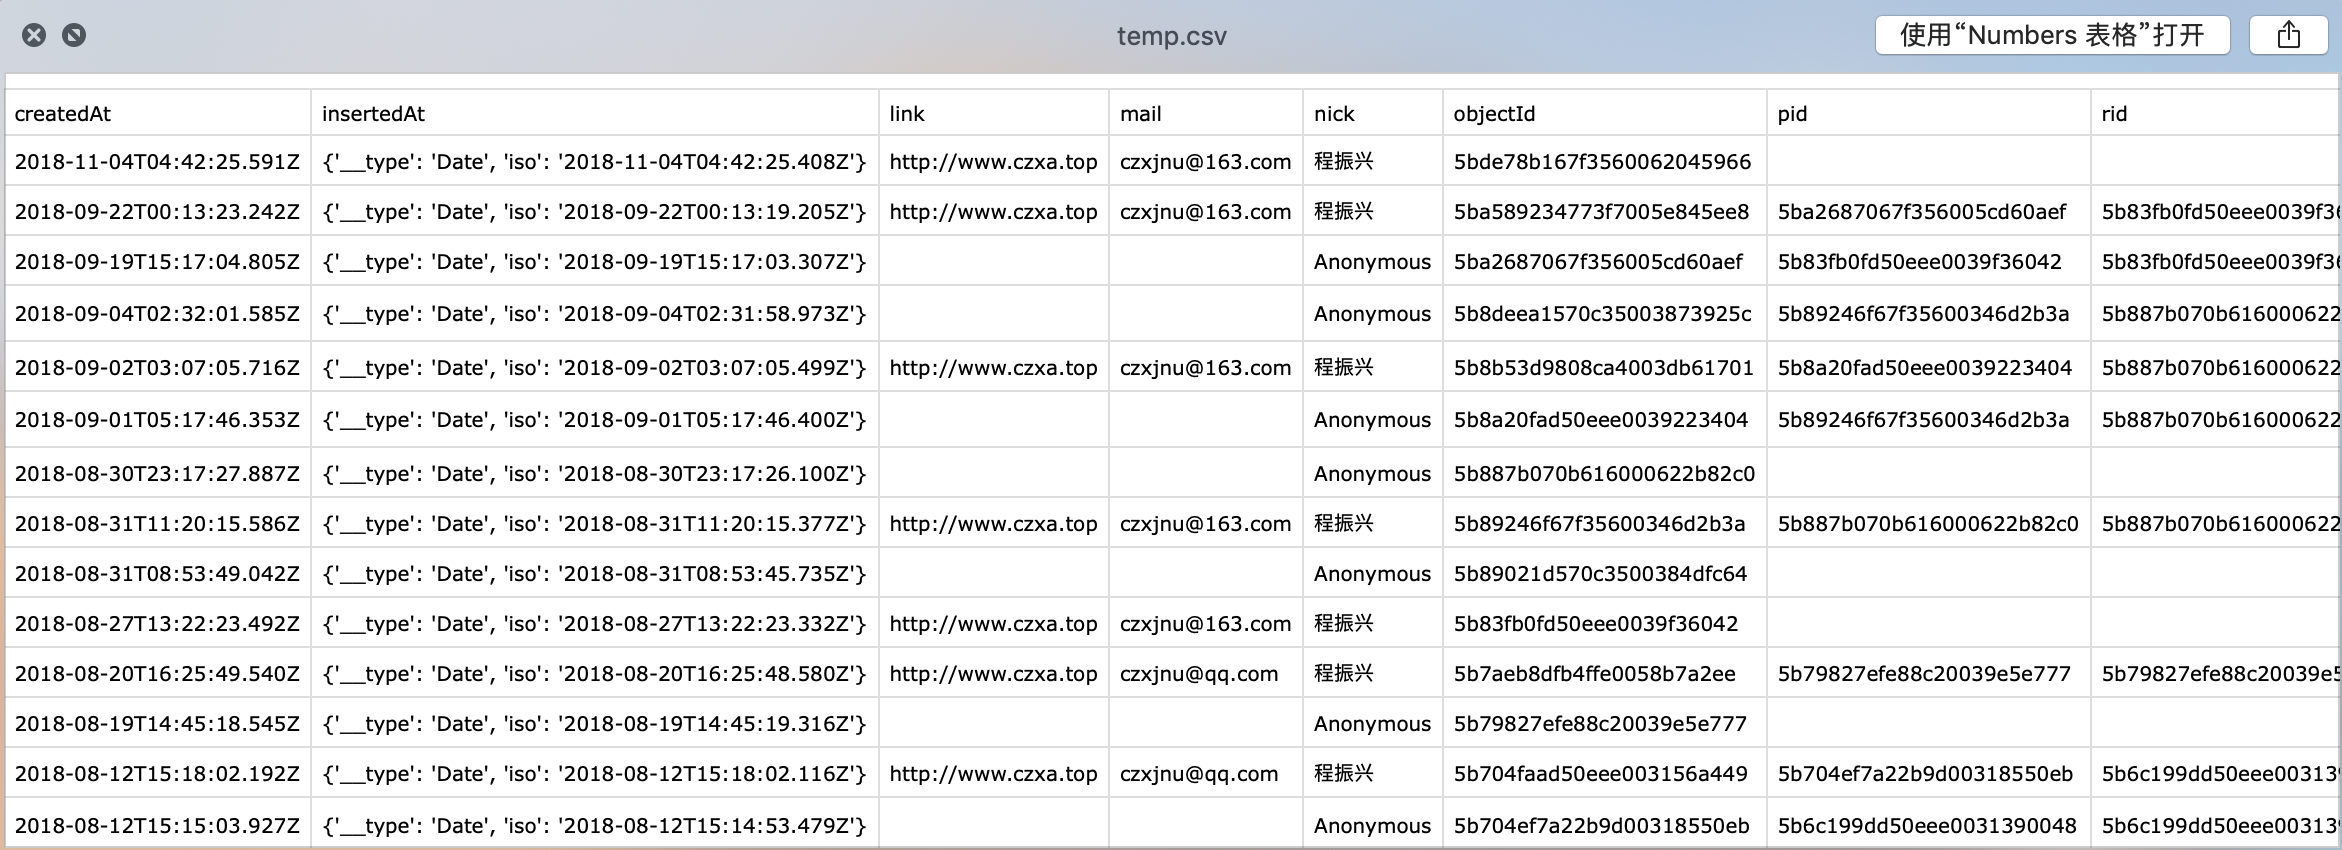 temp.csv
使用“Numbers 表格”打开
createdAt insertedAt link mail nick objectId pid rid
2018-11-04T04:42:25.591Z {'__type': 'Date', 'iso': '2018-11-04T04:42:25.408Z'} http://www.czxa.top czxjnu@163.com 程振兴 5bde78b167f3560062045966
2018-09-22T00:13:23.242Z {'__type': 'Date', 'iso': '2018-09-22T00:13:19.205Z'} http://www.czxa.top czxjnu@163.com 程振兴 5ba589234773f7005e845ee8 5ba2687067f356005cd60aef 5b83fb0fd50eee0039f36
2018-09-19T15:17:04.805Z {'__type': 'Date', 'iso': '2018-09-19T15:17:03.307Z'} Anonymous 5ba2687067f356005cd60aef 5b83fb0fd50eee0039f36042 5b83fb0fd50eee0039f36
2018-09-04T02:32:01.585Z {'__type': 'Date', 'iso': '2018-09-04T02:31:58.973Z'} Anonymous 5b8deea1570c35003873925c 5b89246f67f35600346d2b3a 5b887b070b616000622
2018-09-02T03:07:05.716Z {'__type': 'Date', 'iso': '2018-09-02T03:07:05.499Z'} http://www.czxa.top czxjnu@163.com 程振兴 5b8b53d9808ca4003db61701 5b8a20fad50eee0039223404 5b887b070b616000622
2018-09-01T05:17:46.353Z {'__type': 'Date', 'iso': '2018-09-01T05:17:46.400Z'} Anonymous 5b8a20fad50eee0039223404 5b89246f67f35600346d2b3a 5b887b070b616000622
2018-08-30T23:17:27.887Z {'__type': 'Date', 'iso': '2018-08-30T23:17:26.100Z'} Anonymous 5b887b070b616000622b82c0
2018-08-31T11:20:15.586Z {'__type': 'Date', 'iso': '2018-08-31T11:20:15.377Z'} http://www.czxa.top czxjnu@163.com 程振兴 5b89246f67f35600346d2b3a 5b887b070b616000622b82c0 5b887b070b616000622
2018-08-31T08:53:49.042Z {'__type': 'Date', 'iso': '2018-08-31T08:53:45.735Z'} Anonymous 5b89021d570c3500384dfc64
2018-08-27T13:22:23.492Z {'__type': 'Date', 'iso': '2018-08-27T13:22:23.332Z'} http://www.czxa.top czxjnu@163.com 程振兴 5b83fb0fd50eee0039f36042
2018-08-20T16:25:49.540Z {'__type': 'Date', 'iso': '2018-08-20T16:25:48.580Z'} http://www.czxa.top czxjnu@qq.com 程振兴 5b7aeb8dfb4ffe0058b7a2ee 5b79827efe88c20039e5e777 5b79827efe88c20039e5
2018-08-19T14:45:18.545Z {'__type': 'Date', 'iso': '2018-08-19T14:45:19.316Z'} Anonymous 5b79827efe88c20039e5e777
2018-08-12T15:18:02.192Z {'__type': 'Date', 'iso': '2018-08-12T15:18:02.116Z'} http://www.czxa.top czxjnu@qq.com 程振兴 5b704faad50eee003156a449 5b704ef7a22b9d00318550eb 5b6c199dd50eee003139
2018-08-12T15:15:03.927Z {'__type': 'Date', 'iso': '2018-08-12T15:14:53.479Z'} Anonymous 5b704ef7a22b9d00318550eb 5b6c199dd50eee0031390048 5b6c199dd50eee003139